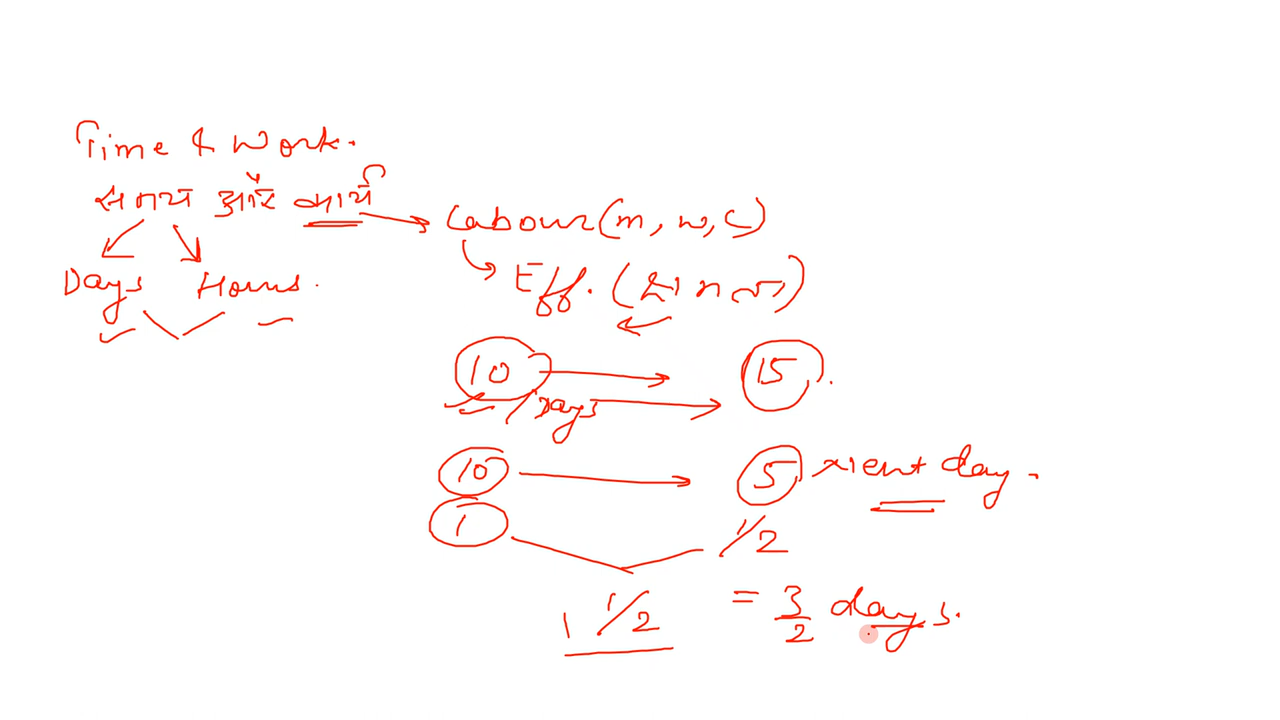 Time & Work.
समय और कार्य
Labour (m, w, c)
Days Hours.
Eff. (क्षमता)
10 15
/Days
10 5 next day.
1 1/2
1 1/2 = 3/2 days.